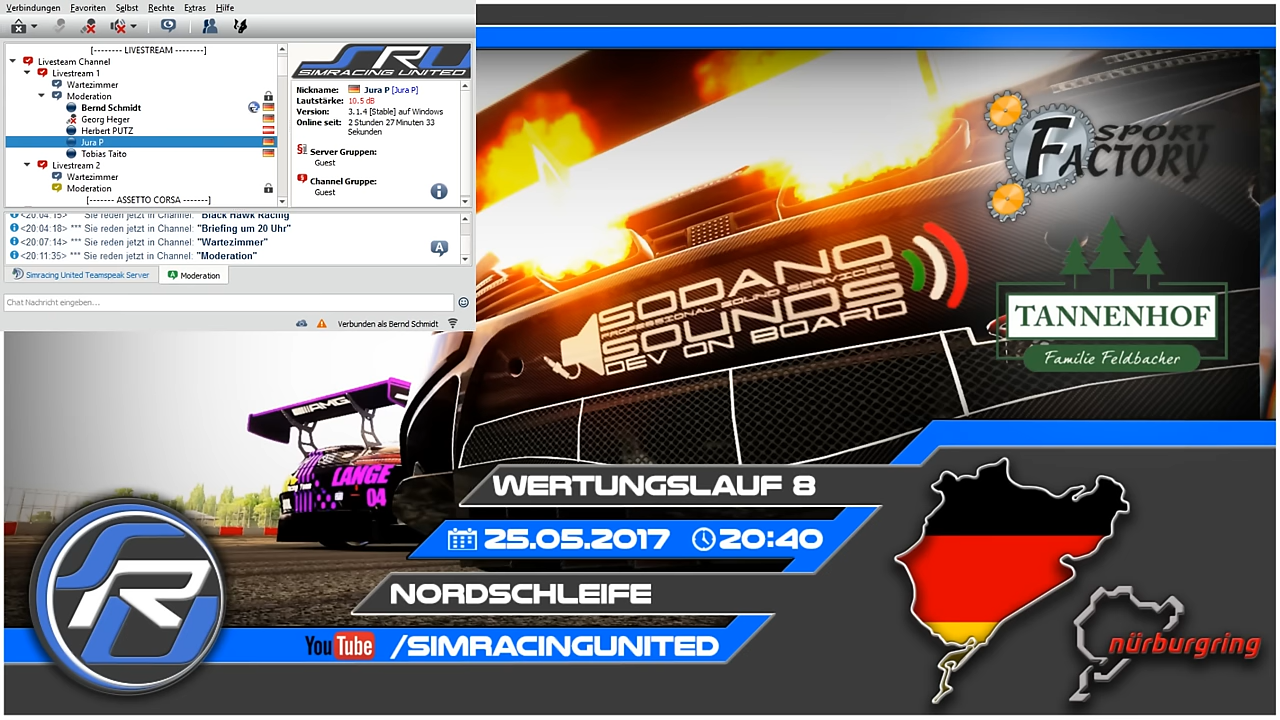 Verbindungen Favoriten Selbst Rechte Extras Hilfe
[-------- LIVESTREAM --------]
Livesteam Channel
Livestream 1
Wartezimmer
Moderation
Bernd Schmidt
Georg Heger
Herbert PUTZ
Jura P
Tobias Taito
Livestream 2
Wartezimmer
Moderation
[------- ASSETTO CORSA -------]
SRU
SIMRACING UNITED
Nickname: Jura P [Jura P]
Lautstärke: 10.5 dB
Version: 3.1.4 [Stable] auf Windows
Online seit: 2 Stunden 27 Minuten 33
Sekunden
Server Gruppen:
Guest
Channel Gruppe:
Guest
<20:04:15> *** Sie reden jetzt in Channel: "Black Hawk Racing"
<20:04:18> *** Sie reden jetzt in Channel: "Briefing um 20 Uhr"
<20:07:14> *** Sie reden jetzt in Channel: "Wartezimmer"
<20:11:35> *** Sie reden jetzt in Channel: "Moderation"
Simracing United Teamspeak Server
Moderation
Chat Nachricht eingeben...
Verbunden als Bernd Schmidt
SPORT
FACTORY
TANNENHOF
Familie Feldbacher
SODANO
PROFESSIONAL SOUND SERVICES
SOUNDS
DEV ON BOARD
AMG
LANGE
04
WERTUNGSLAUF 8
25.05.2017 20:40
NORDSCHLEIFE
YouTube /SIMRACINGUNITED
SRU
nürburgring